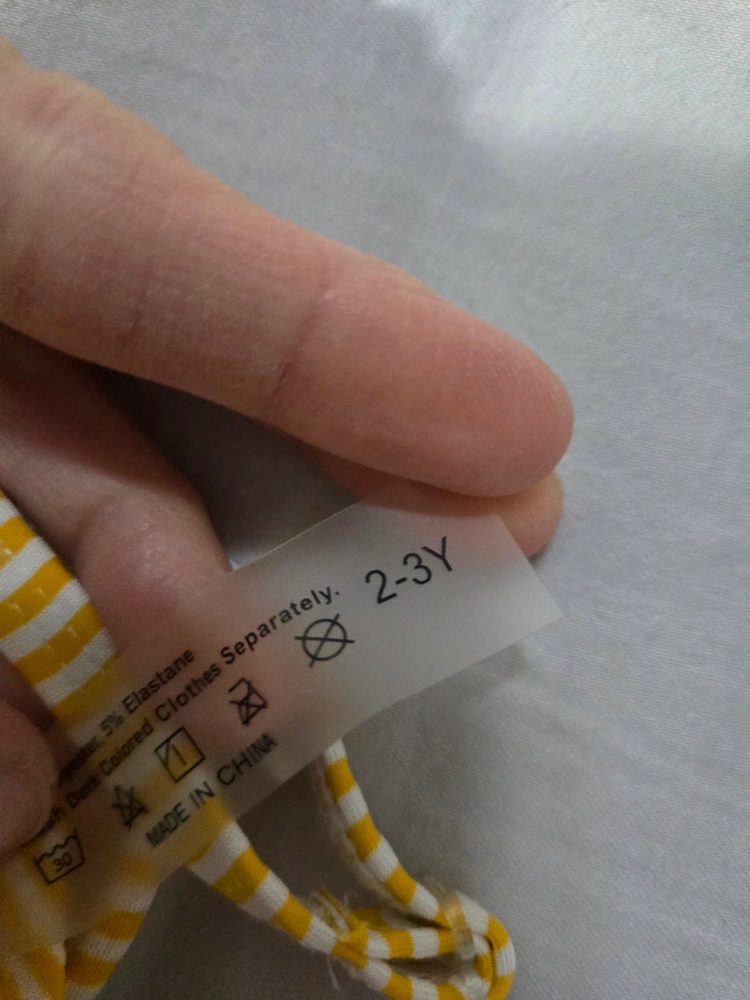 5% Elastane
Dark Colored Clothes Separately.
2-3Y
30
MADE IN CHINA